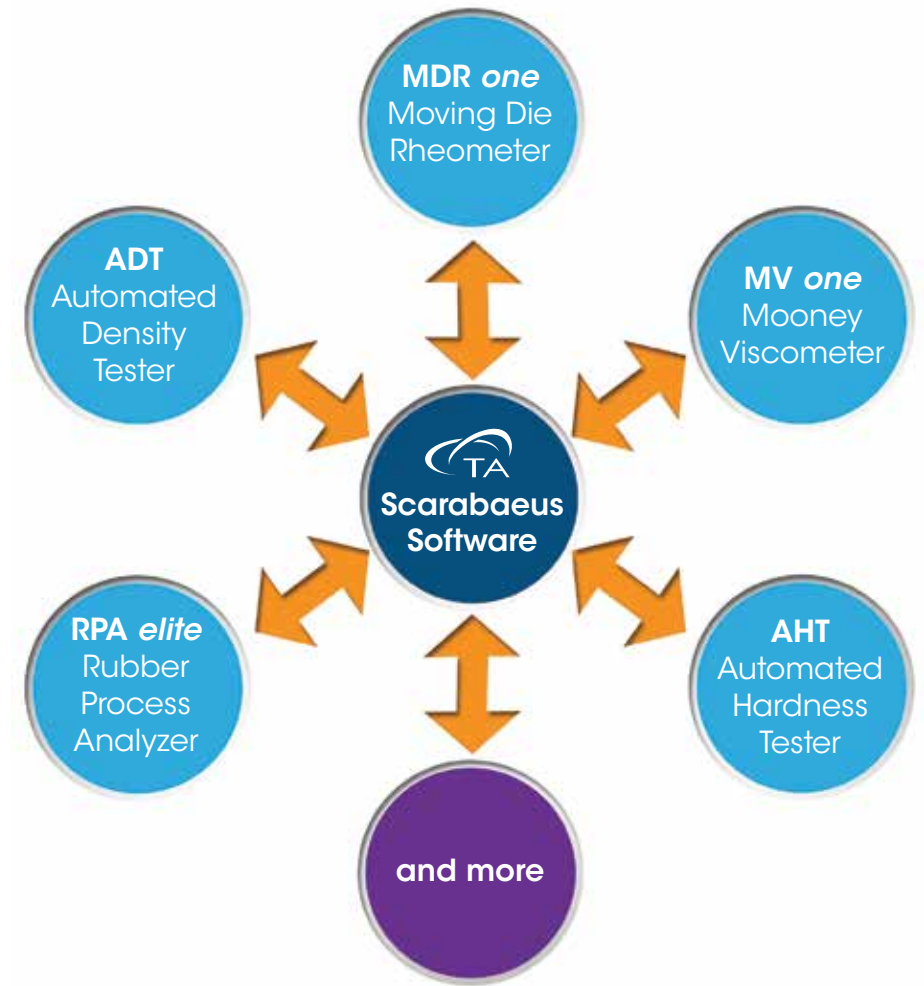 MDR one
Moving Die
Rheometer
ADT
Automated
Density
Tester
MV one
Mooney
Viscometer
TA
Scarabaeus
Software
RPA elite
Rubber
Process
Analyzer
AHT
Automated
Hardness
Tester
and more